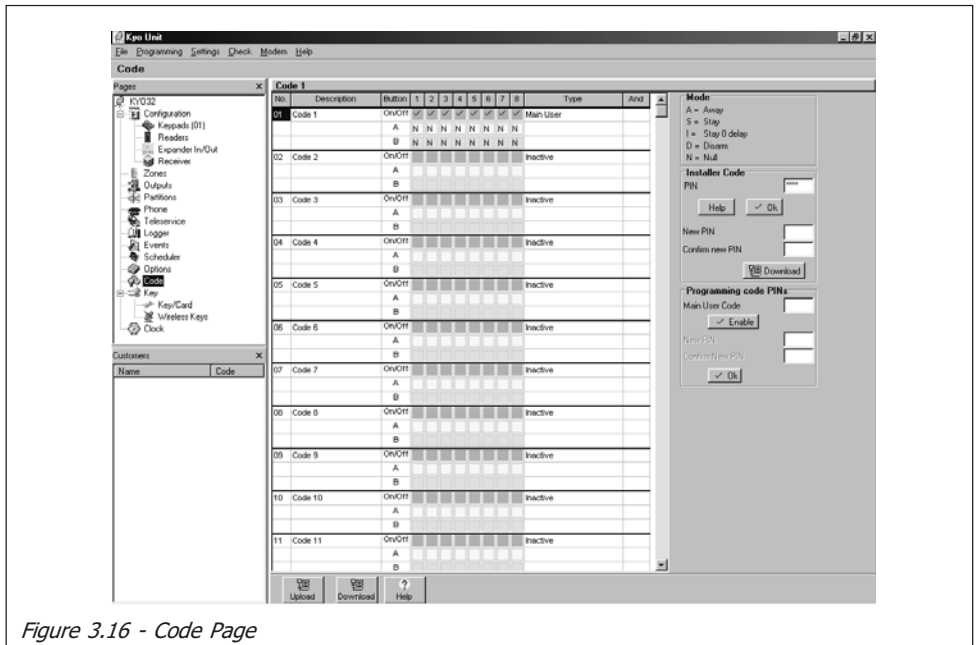 Kyo Unit
File Programming Settings Check Modem Help
Code
Pages
KYO32
Configuration
Keypads (01)
Readers
Expander In/Out
Receiver
Zones
Outputs
Partitions
Phone
Teleservice
Logger
Events
Scheduler
Options
Code
Key
Key/Card
Wireless Keys
Clock
Customers
Name Code
Code 1
No. Description Button 1 2 3 4 5 6 7 8 Type And
01 Code 1 On/Off Main User
A N N N N N N N N
B N N N N N N N N
02 Code 2 On/Off Inactive
A
B
03 Code 3 On/Off Inactive
A
B
04 Code 4 On/Off Inactive
A
B
05 Code 5 On/Off Inactive
A
B
06 Code 6 On/Off Inactive
A
B
07 Code 7 On/Off Inactive
A
B
08 Code 8 On/Off Inactive
A
B
09 Code 9 On/Off Inactive
A
B
10 Code 10 On/Off Inactive
A
B
11 Code 11 On/Off Inactive
A
B
Mode
A = Away
S = Stay
I = Stay 0 delay
D = Disarm
N = Null
Installer Code
PIN ****
Help Ok
New PIN
Confirm new PIN
Download
Programming code PINs
Main User Code
Enable
New PIN
Confirm New PIN
Ok
Upload Download Help
Figure 3.16 - Code Page